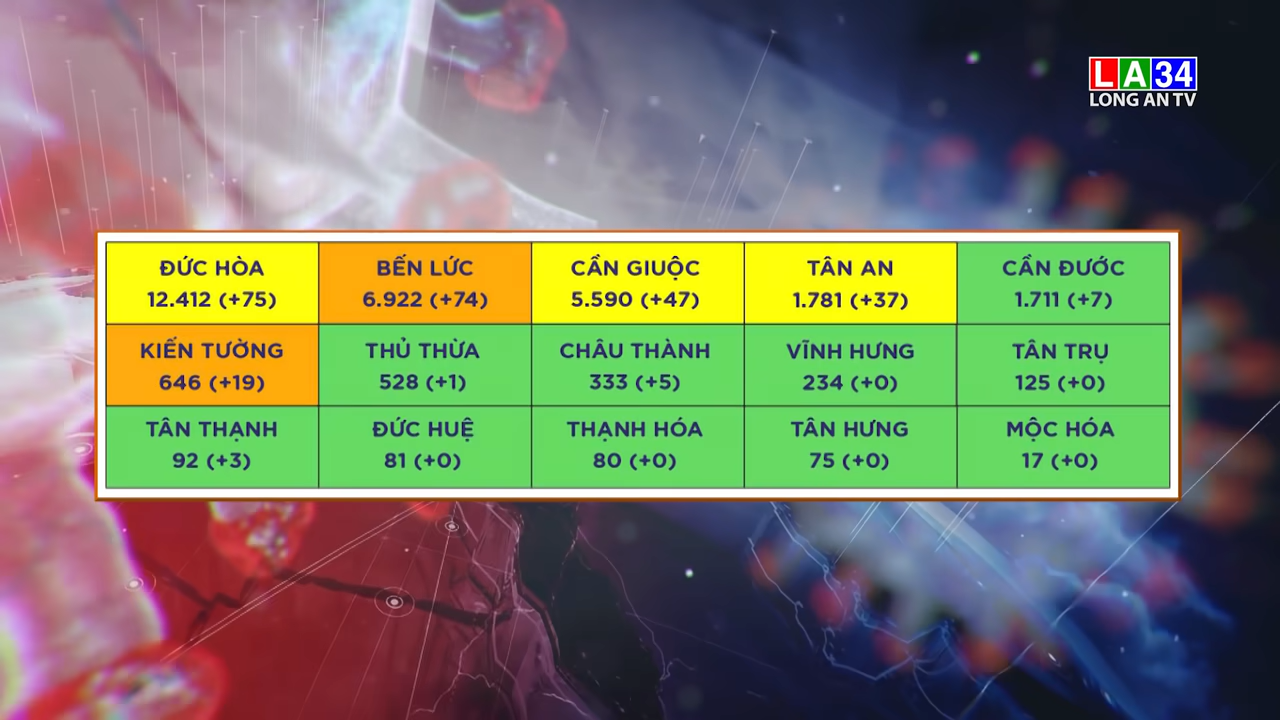 LA34
LONG AN TV
ĐỨC HÒA
12.412 (+75)
BẾN LỨC
6.922 (+74)
CẦN GIUỘC
5.590 (+47)
TÂN AN
1.781 (+37)
CẦN ĐƯỚC
1.711 (+7)
KIẾN TƯỜNG
646 (+19)
THỦ THỪA
528 (+1)
CHÂU THÀNH
333 (+5)
VĨNH HƯNG
234 (+0)
TÂN TRỤ
125 (+0)
TÂN THẠNH
92 (+3)
ĐỨC HUỆ
81 (+0)
THẠNH HÓA
80 (+0)
TÂN HƯNG
75 (+0)
MỘC HÓA
17 (+0)